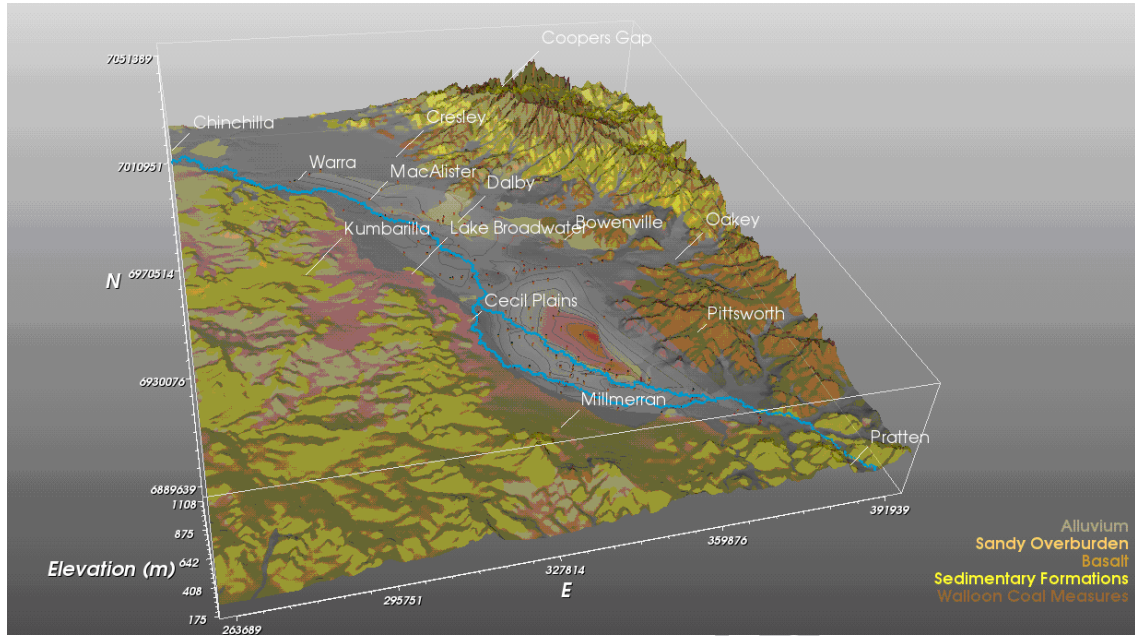 Coopers Gap
7051389
Chinchilla
Cresley
7010951
Warra
MacAlister
Dalby
Kumbarilla
Lake Broadwater
Bowenville
Oakey
N
6970514
Cecil Plains
Pittsworth
6930076
Millmerran
Pratten
6889639
1108
875
642
408
175
Elevation (m)
263689
295751
327814
359876
391939
E
Alluvium
Sandy Overburden
Basalt
Sedimentary Formations
Walloon Coal Measures